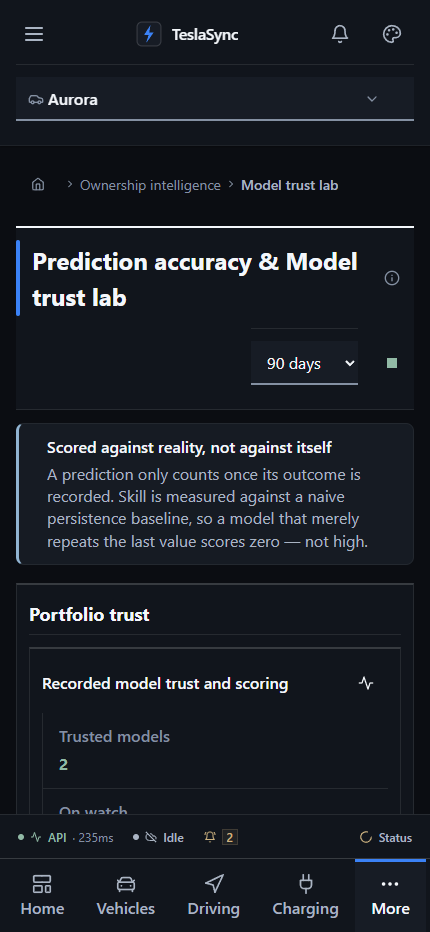 TeslaSync
Aurora
Ownership intelligence
Model trust lab
Prediction accuracy & Model
trust lab
90 days
Scored against reality, not against itself
A prediction only counts once its outcome is
recorded. Skill is measured against a naive
persistence baseline, so a model that merely
repeats the last value scores zero — not high.
Portfolio trust
Recorded model trust and scoring
Trusted models
2
On watch
API · 235ms
Idle
2
Status
Home
Vehicles
Driving
Charging
More